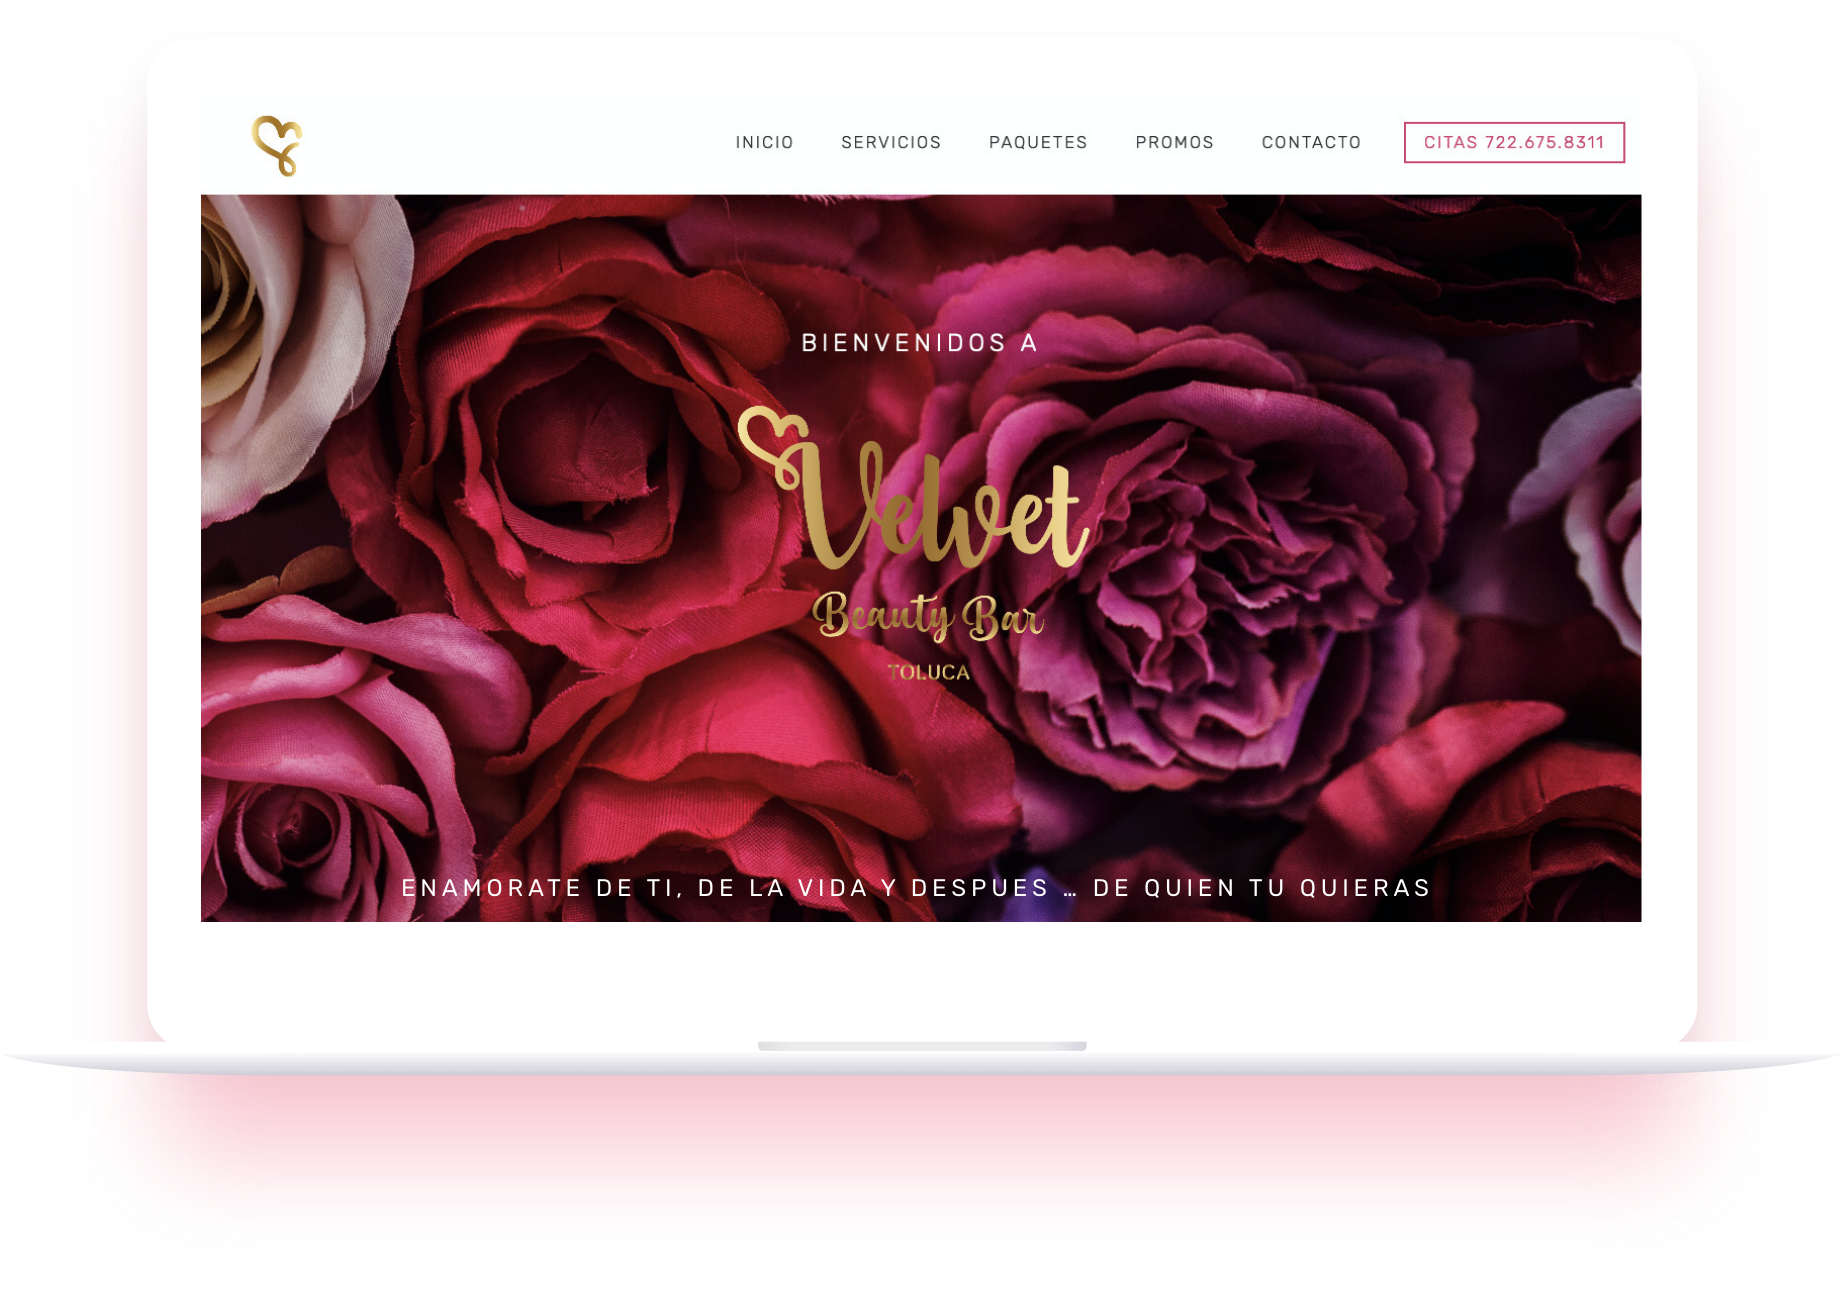 INICIO SERVICIOS PAQUETES PROMOS CONTACTO CITAS 722.675.8311
BIENVENIDOS A
Velvet
Beauty Bar
TOLUCA
ENAMORATE DE TI, DE LA VIDA Y DESPUES ... DE QUIEN TU QUIERAS